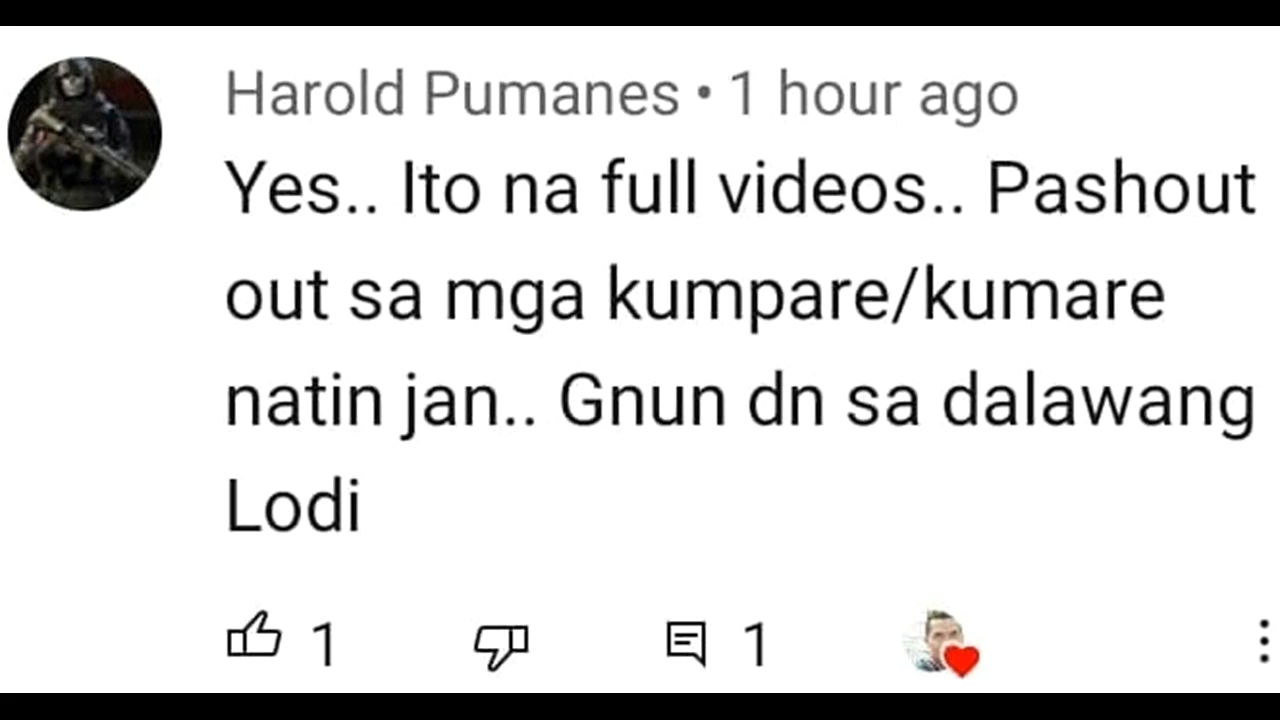 Harold Pumanes • 1 hour ago
Yes.. Ito na full videos.. Pashout
out sa mga kumpare/kumare
natin jan.. Gnun dn sa dalawang
Lodi
1 1